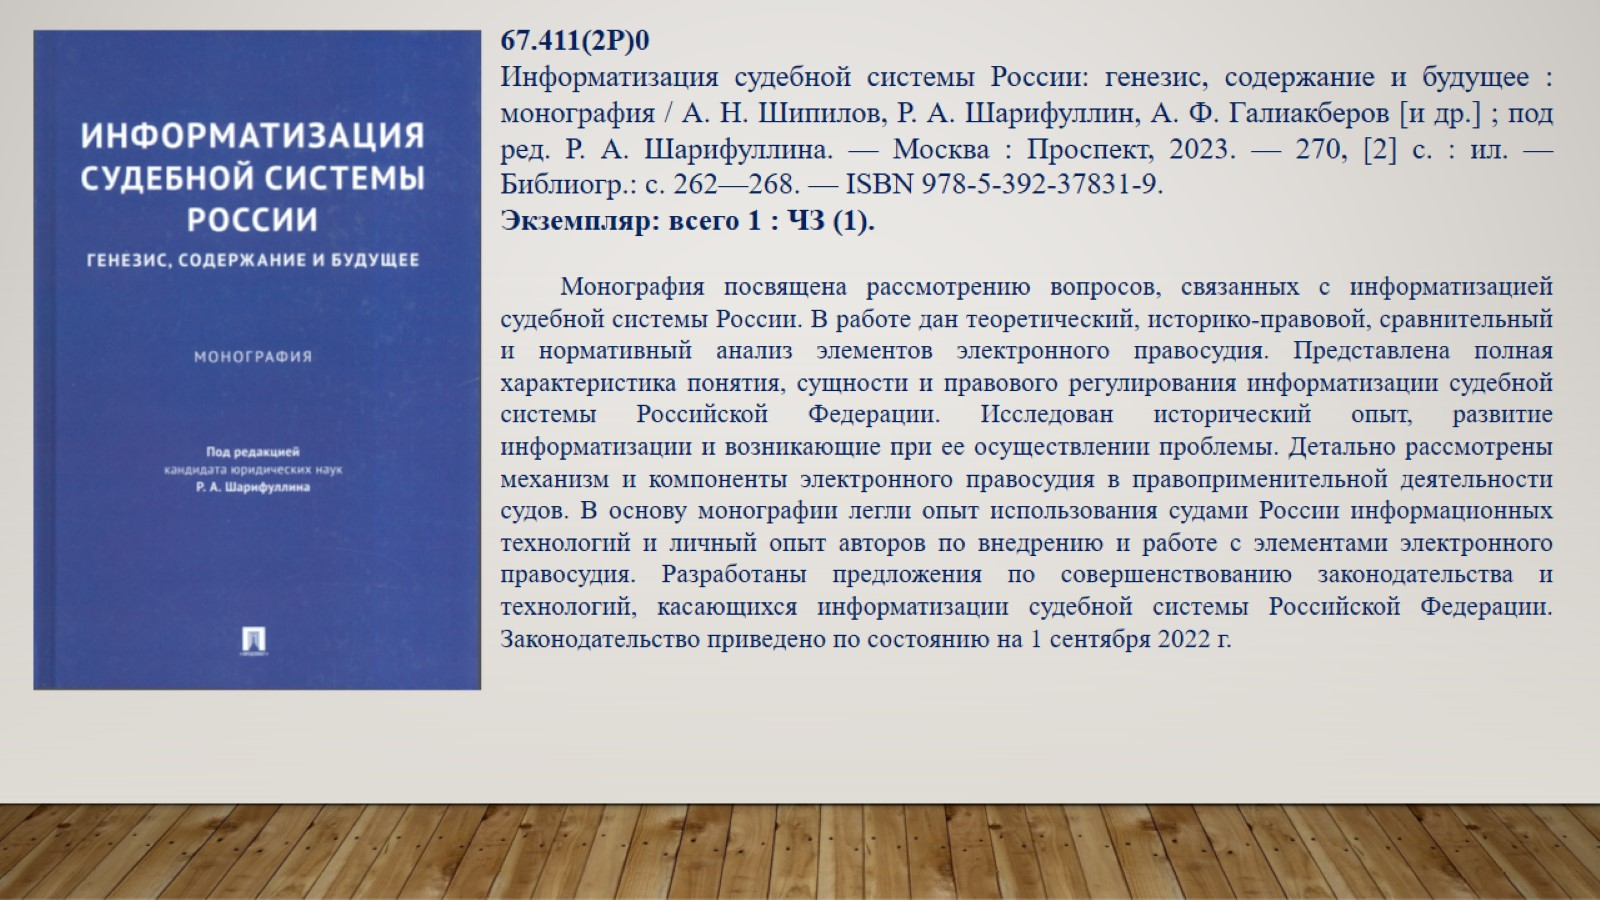 ИНФОРМАТИЗАЦИЯ
СУДЕБНОЙ СИСТЕМЫ
РОССИИ
ГЕНЕЗИС, СОДЕРЖАНИЕ И БУДУЩЕЕ
МОНОГРАФИЯ
Под редакцией
кандидата юридических наук
Р. А. Шарифуллина
67.411(2Р)0
Информатизация судебной системы России: генезис, содержание и будущее :
монография / А. Н. Шипилов, Р. А. Шарифуллин, А. Ф. Галиакберов [и др.] ; под
ред. Р. А. Шарифуллина. — Москва : Проспект, 2023. — 270, [2] с. : ил. —
Библиогр.: с. 262—268. — ISBN 978-5-392-37831-9.
Экземпляр: всего 1 : ЧЗ (1).
Монография посвящена рассмотрению вопросов, связанных с информатизацией
судебной системы России. В работе дан теоретический, историко-правовой, сравнительный
и нормативный анализ элементов электронного правосудия. Представлена полная
характеристика понятия, сущности и правового регулирования информатизации судебной
системы Российской Федерации. Исследован исторический опыт, развитие
информатизации и возникающие при ее осуществлении проблемы. Детально рассмотрены
механизм и компоненты электронного правосудия в правоприменительной деятельности
судов. В основу монографии легли опыт использования судами России информационных
технологий и личный опыт авторов по внедрению и работе с элементами электронного
правосудия. Разработаны предложения по совершенствованию законодательства и
технологий, касающихся информатизации судебной системы Российской Федерации.
Законодательство приведено по состоянию на 1 сентября 2022 г.